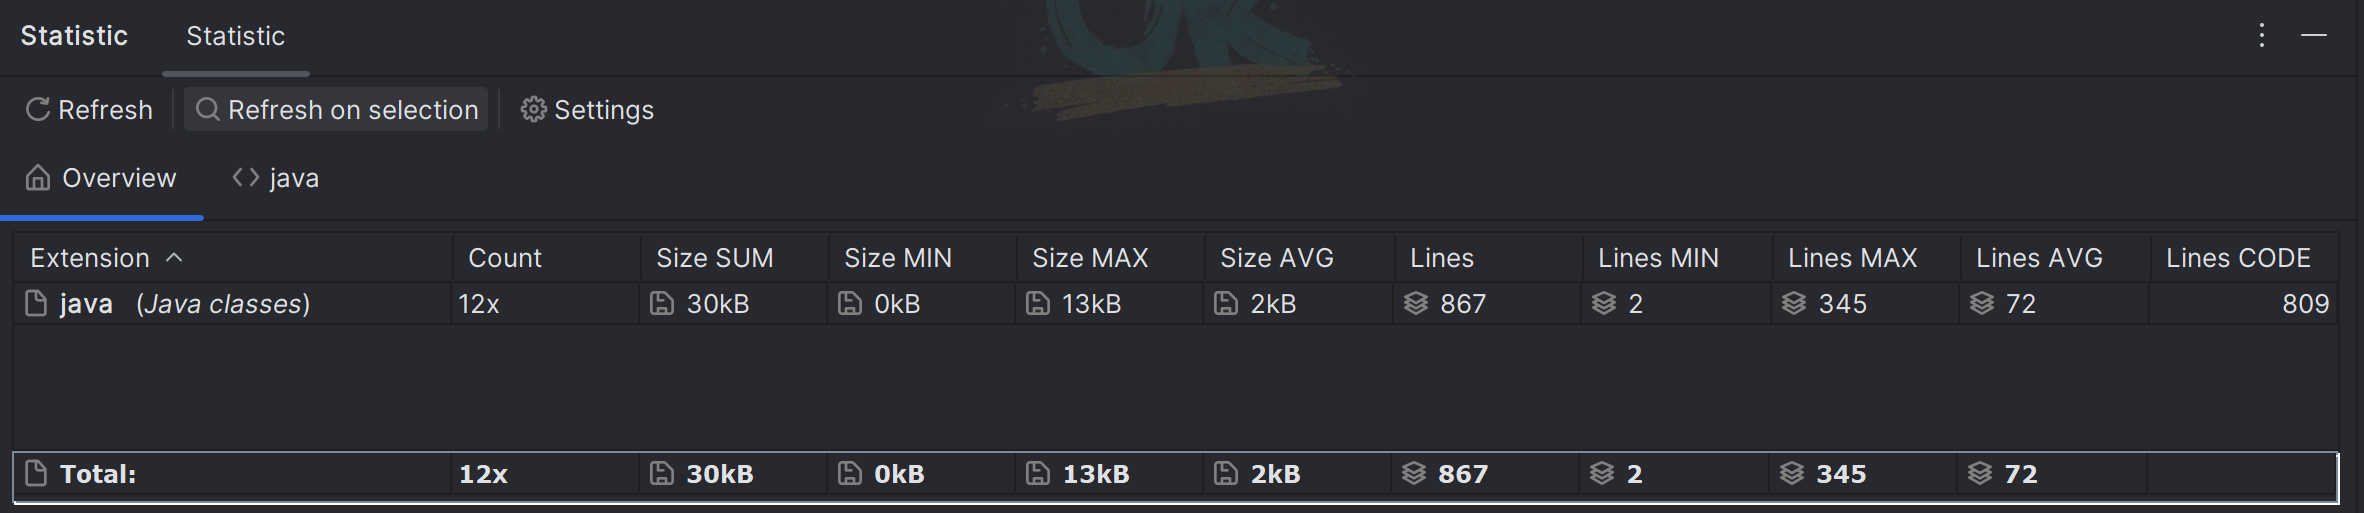 Statistic Statistic
Refresh Refresh on selection Settings
Overview java
Extension Count Size SUM Size MIN Size MAX Size AVG Lines Lines MIN Lines MAX Lines AVG Lines CODE
java (Java classes) 12x 30kB 0kB 13kB 2kB 867 2 345 72 809
Total: 12x 30kB 0kB 13kB 2kB 867 2 345 72